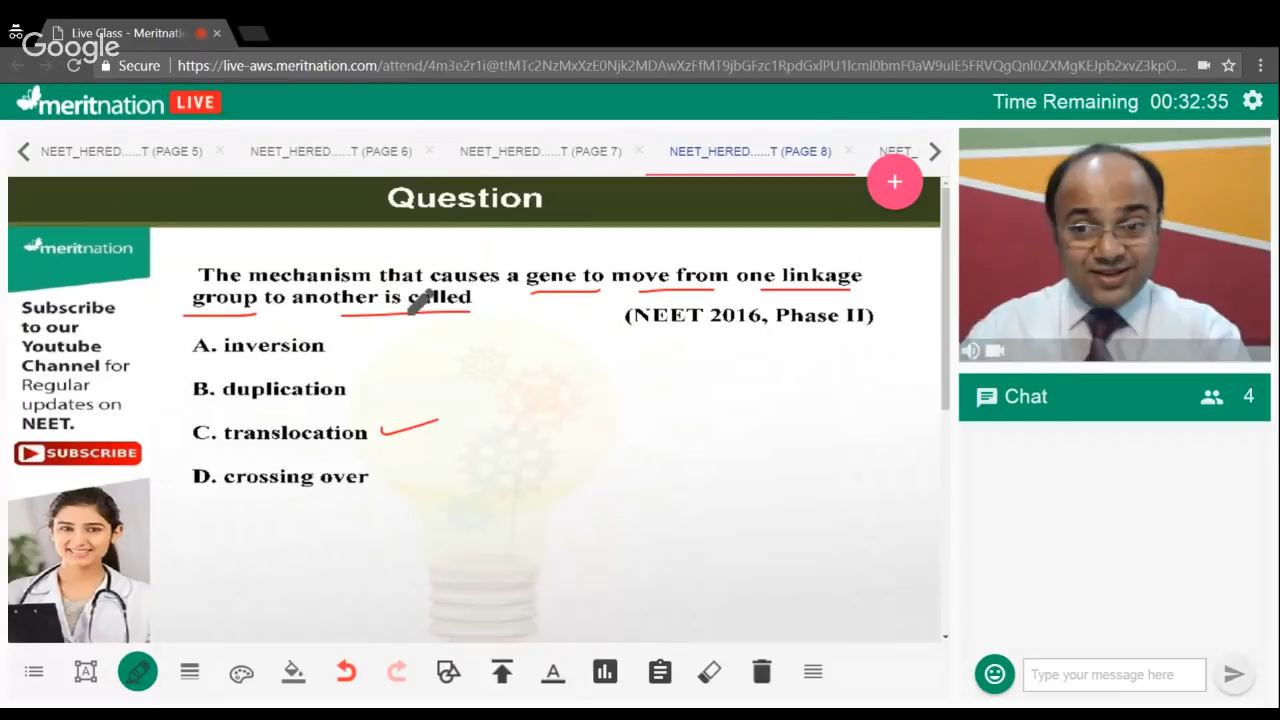 Live Class - Meritnati
Google
Secure https://live-aws.meritnation.com/attend/
meritnation LIVE
Time Remaining 00:32:35
NEET_HERED......T (PAGE 5)
NEET_HERED......T (PAGE 6)
NEET_HERED......T (PAGE 7)
NEET_HERED......T (PAGE 8)
NEET_
Question
meritnation
Subscribe
to our
Youtube
Channel for
Regular
updates on
NEET.
SUBSCRIBE
The mechanism that causes a gene to move from one linkage
group to another is called
(NEET 2016, Phase II)
A. inversion
B. duplication
C. translocation
D. crossing over
Chat
4
Type your message here